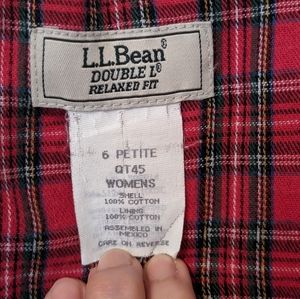 L.L.Bean®
DOUBLE L®
RELAXED FIT
6 PETITE
QT45
WOMENS
SHELL
100% COTTON
LINING
100% COTTON
ASSEMBLED IN
MEXICO
CARE ON REVERSE